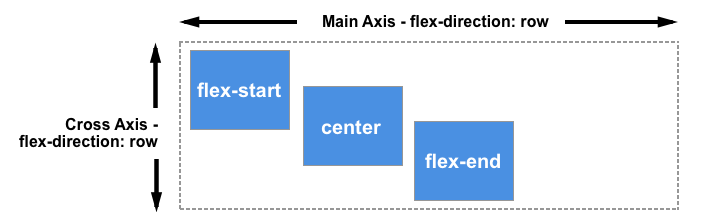 Main Axis - flex-direction: row
flex-start
center
Cross Axis -
flex-direction: row
flex-end